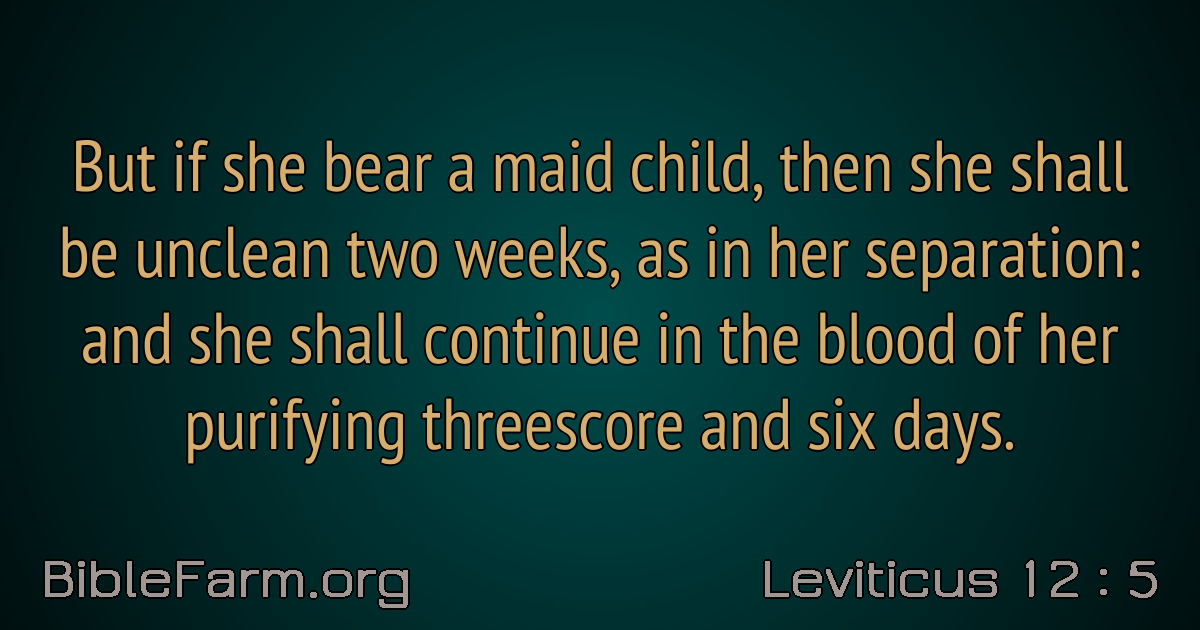 But if she bear a maid child, then she shall
be unclean two weeks, as in her separation:
and she shall continue in the blood of her
purifying threescore and six days.
BibleFarm.org
Leviticus 12 : 5